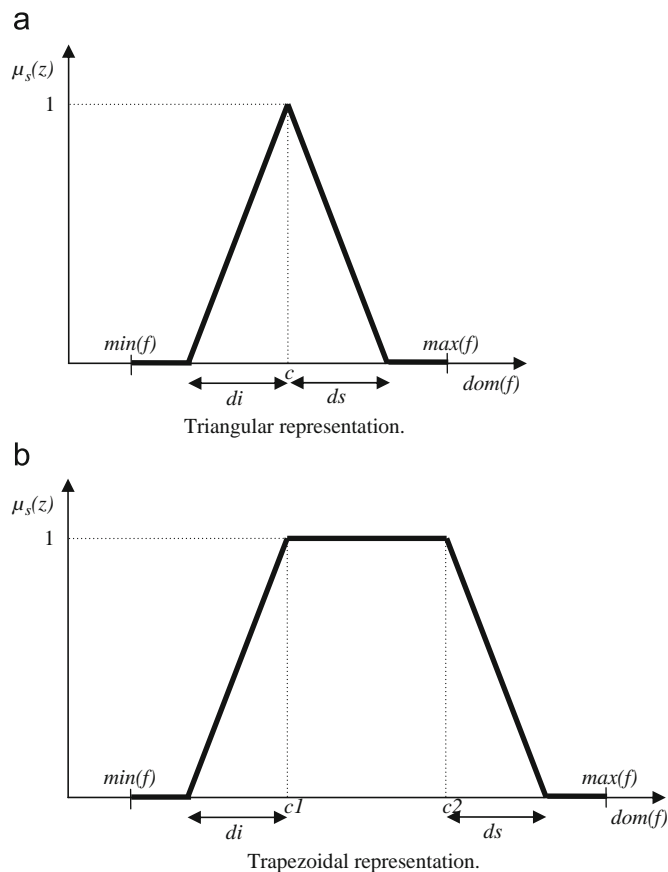 a
μs(z)
1
min(f)
max(f)
c
dom(f)
di
ds
Triangular representation.
b
μs(z)
1
min(f)
max(f)
c1
c2
dom(f)
di
ds
Trapezoidal representation.